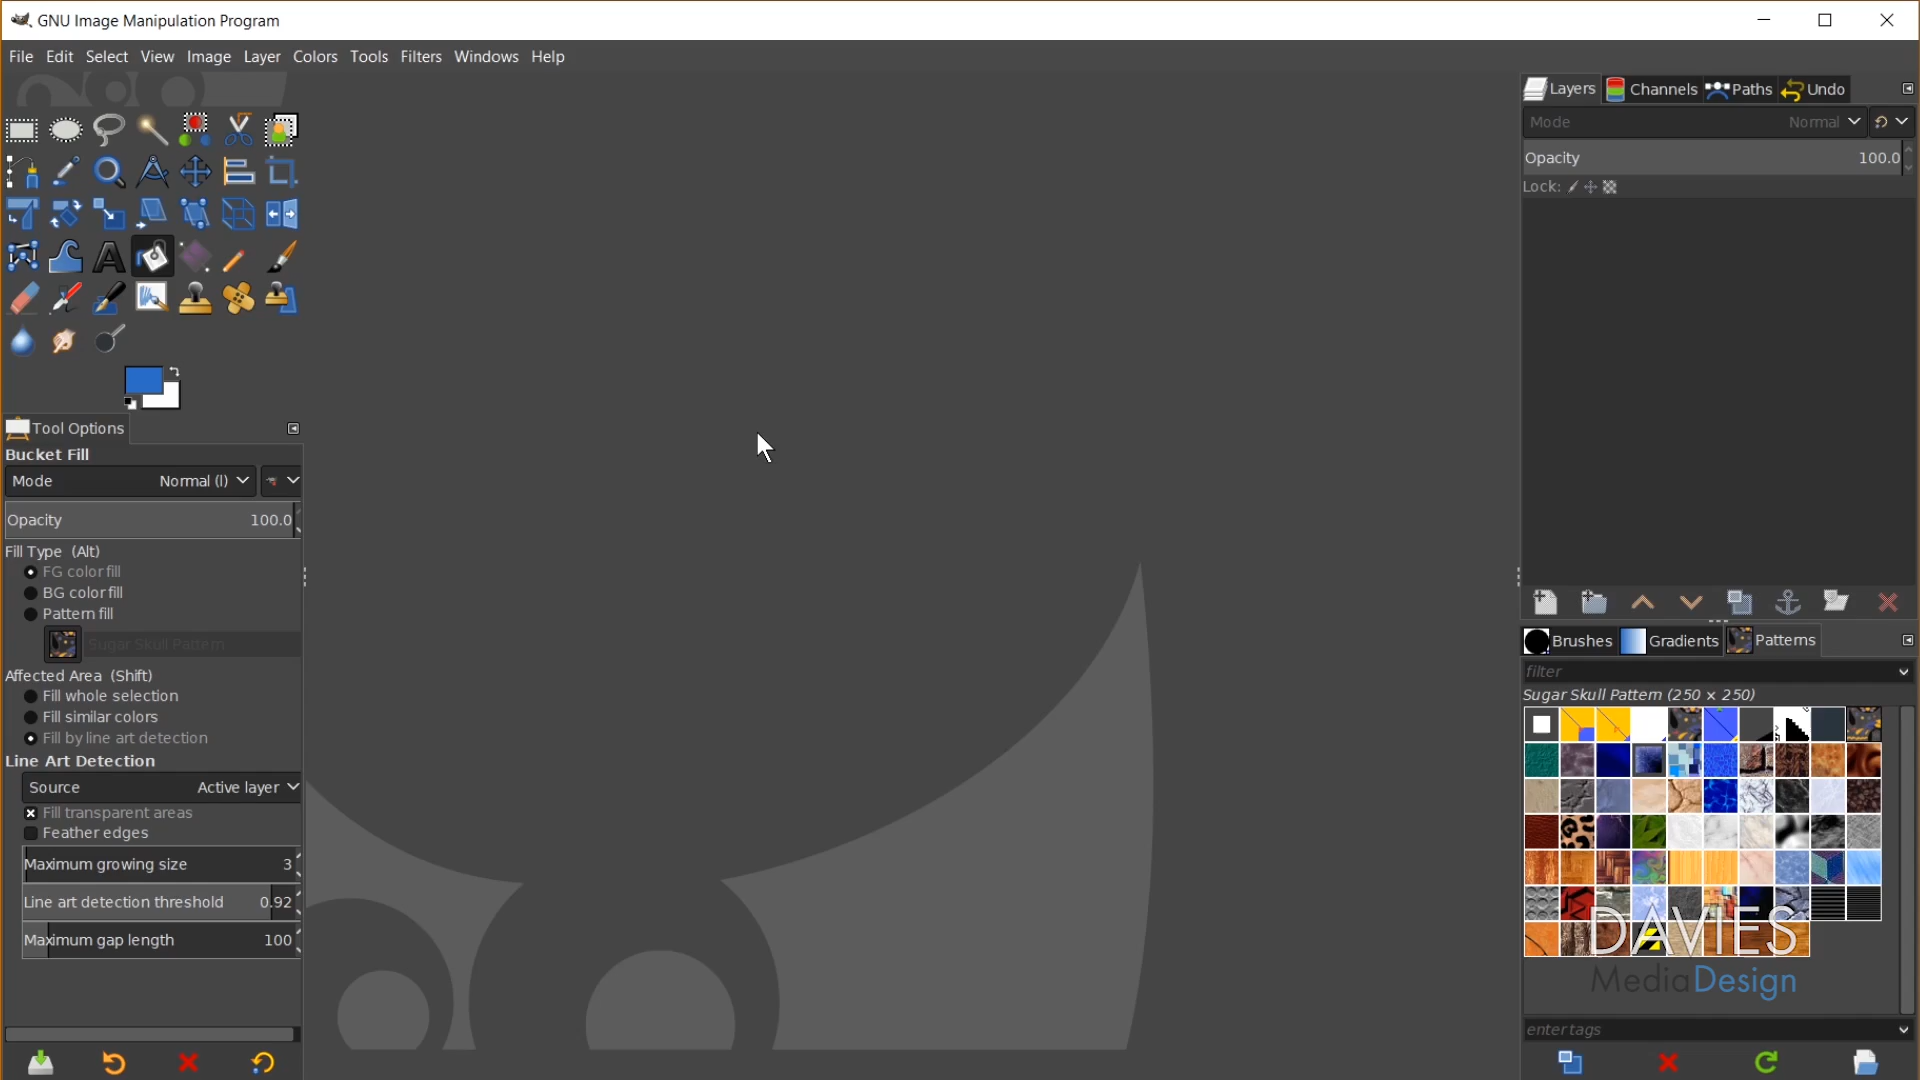 GNU Image Manipulation Program
File Edit Select View Image Layer Colors Tools Filters Windows Help
Tool Options
Bucket Fill
Mode Normal (l)
Opacity 100.0
Fill Type (Alt)
FG color fill
BG color fill
Pattern fill
Sugar Skull Pattern
Affected Area (Shift)
Fill whole selection
Fill similar colors
Fill by line art detection
Line Art Detection
Source Active layer
Fill transparent areas
Feather edges
Maximum growing size 3
Line art detection threshold 0.92
Maximum gap length 100
Layers Channels Paths Undo
Mode Normal
Opacity 100.0
Lock:
Brushes Gradients Patterns
filter
Sugar Skull Pattern (250 × 250)
DAVIES
MediaDesign
enter tags